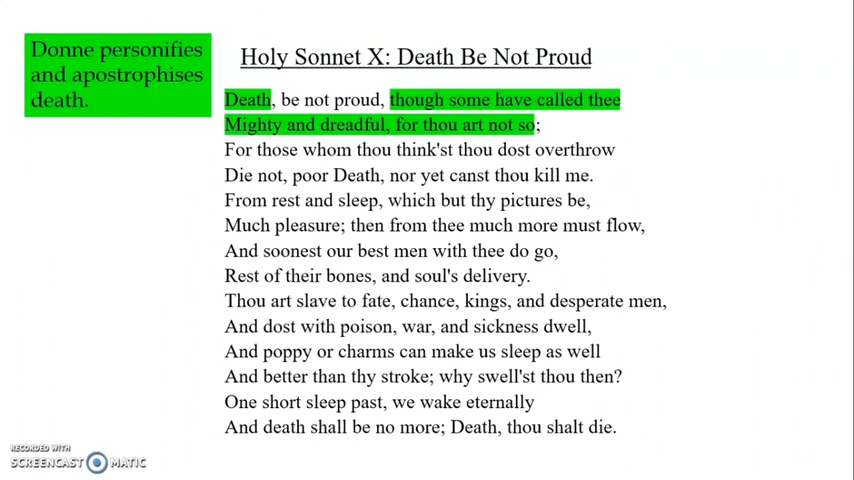 Donne personifies
and apostrophises
death.
Holy Sonnet X: Death Be Not Proud
Death, be not proud, though some have called thee
Mighty and dreadful, for thou art not so;
For those whom thou think'st thou dost overthrow
Die not, poor Death, nor yet canst thou kill me.
From rest and sleep, which but thy pictures be,
Much pleasure; then from thee much more must flow,
And soonest our best men with thee do go,
Rest of their bones, and soul's delivery.
Thou art slave to fate, chance, kings, and desperate men,
And dost with poison, war, and sickness dwell,
And poppy or charms can make us sleep as well
And better than thy stroke; why swell'st thou then?
One short sleep past, we wake eternally
And death shall be no more; Death, thou shalt die.
RECORDED WITH
SCREENCAST MATIC